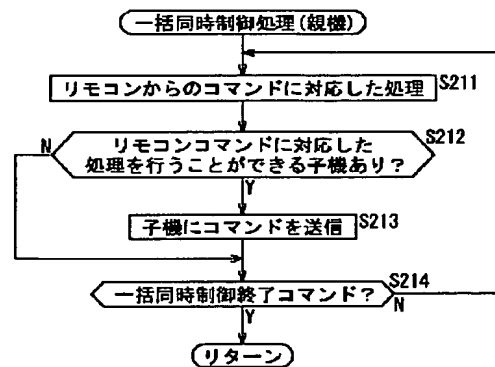 一括同時制御処理(親機)
リモコンからのコマンドに対応した処理
S211
リモコンコマンドに対応した
処理を行うことができる子機あり?
S212
N
Y
子機にコマンドを送信
S213
一括同時制御終了コマンド?
S214
N
Y
リターン